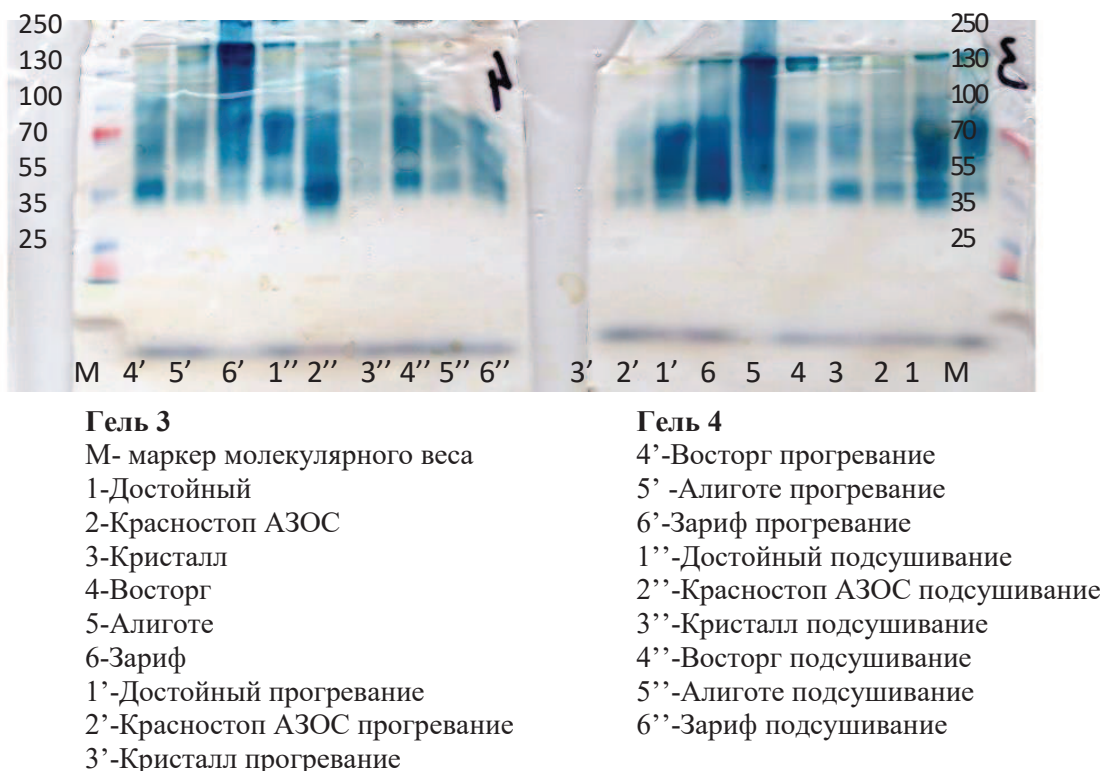 250
130
100
70
55
35
25
4
250
130
100
70
55
35
25
3
М 4’ 5’ 6’ 1’’ 2’’ 3’’ 4’’ 5’’ 6’’
3’ 2’ 1’ 6 5 4 3 2 1 М
Гель 3
М- маркер молекулярного веса
1-Достойный
2-Красностоп АЗОС
3-Кристалл
4-Восторг
5-Алиготе
6-Зариф
1’-Достойный прогревание
2’-Красностоп АЗОС прогревание
3’-Кристалл прогревание
Гель 4
4’-Восторг прогревание
5’ -Алиготе прогревание
6’-Зариф прогревание
1’’-Достойный подсушивание
2’’-Красностоп АЗОС подсушивание
3’’-Кристалл подсушивание
4’’-Восторг подсушивание
5’’-Алиготе подсушивание
6’’-Зариф подсушивание